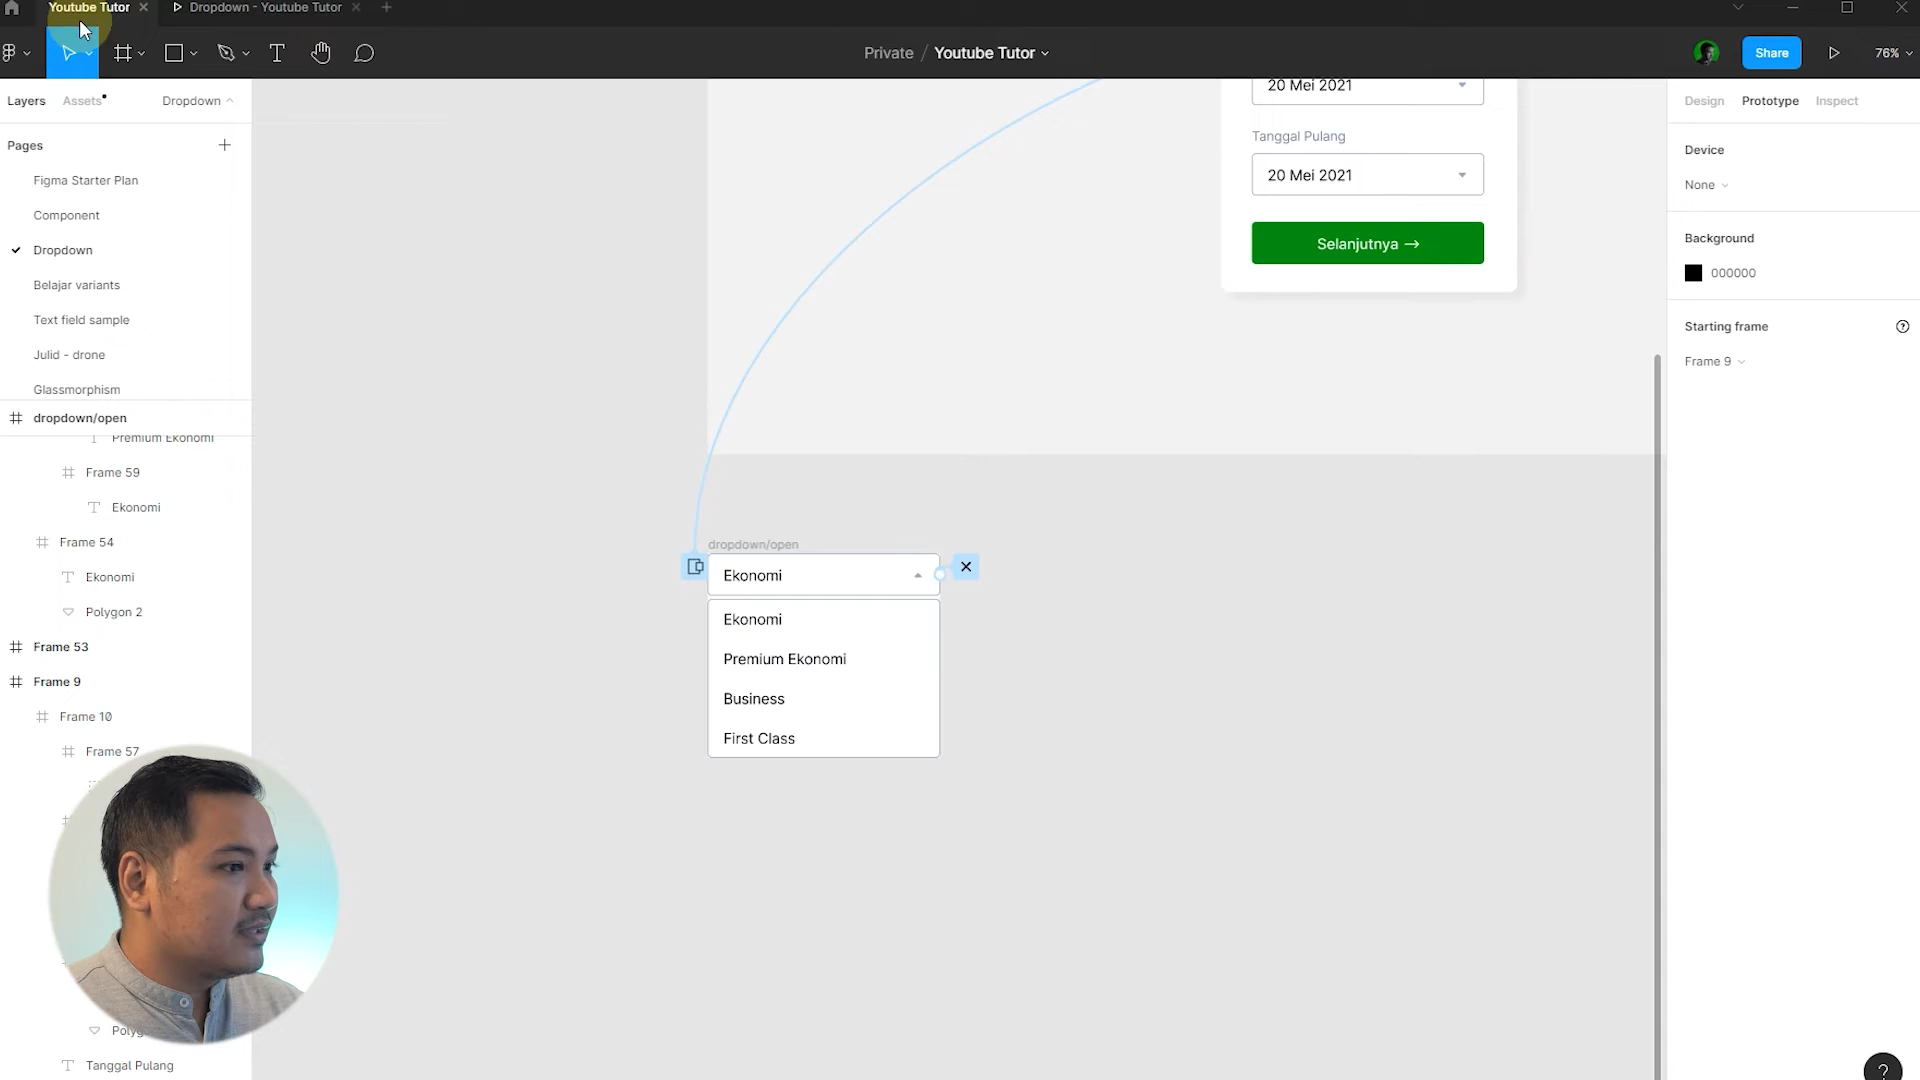 Youtube Tutor
Dropdown - Youtube Tutor
Private / Youtube Tutor
Share
76%
Layers
Assets
Dropdown
Pages
Figma Starter Plan
Component
Dropdown
Belajar variants
Text field sample
Julid - drone
Glassmorphism
dropdown/open
Premium Ekonomi
Frame 59
Ekonomi
Frame 54
Ekonomi
Polygon 2
Frame 53
Frame 9
Frame 10
Frame 57
Tanggal Pulang
20 Mei 2021
Tanggal Pulang
20 Mei 2021
Selanjutnya →
dropdown/open
Ekonomi
Ekonomi
Premium Ekonomi
Business
First Class
Design
Prototype
Inspect
Device
None
Background
000000
Starting frame
?
Frame 9
?